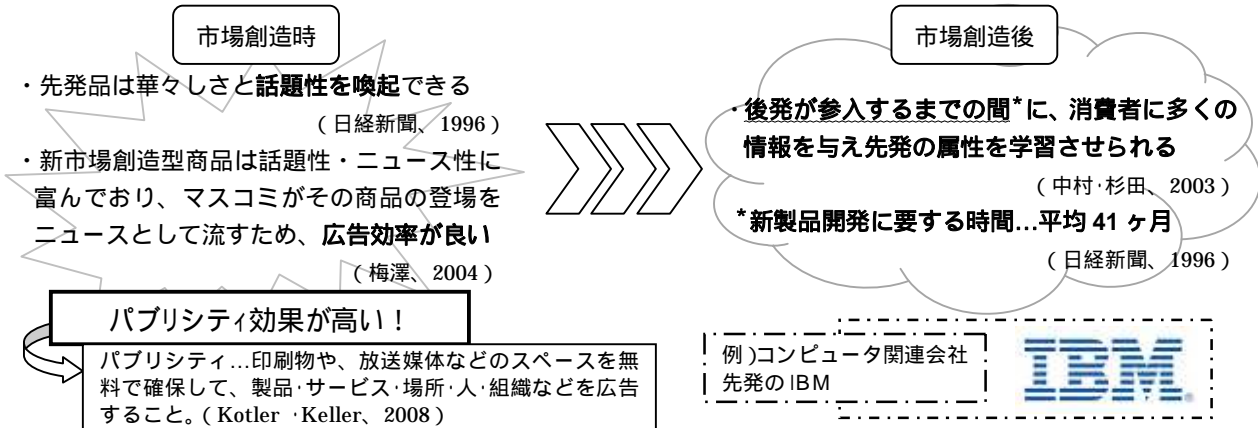 市場創造時
・先発品は華々しさと話題性を喚起できる
(日経新聞、1996)
・新市場創造型商品は話題性・ニュース性に
富んでおり、マスコミがその商品の登場を
ニュースとして流すため、広告効率が良い
(梅澤、2004)
パブリシティ効果が高い!
パブリシティ…印刷物や、放送媒体などのスペースを無
料で確保して、製品・サービス・場所・人・組織などを広告
すること。(Kotler・Keller、2008)
市場創造後
・後発が参入するまでの間*に、消費者に多くの
情報を与え先発の属性を学習させられる
(中村・杉田、2003)
*新製品開発に要する時間…平均 41 ヶ月
(日経新聞、1996)
例)コンピュータ関連会社
先発の IBM
IBM®